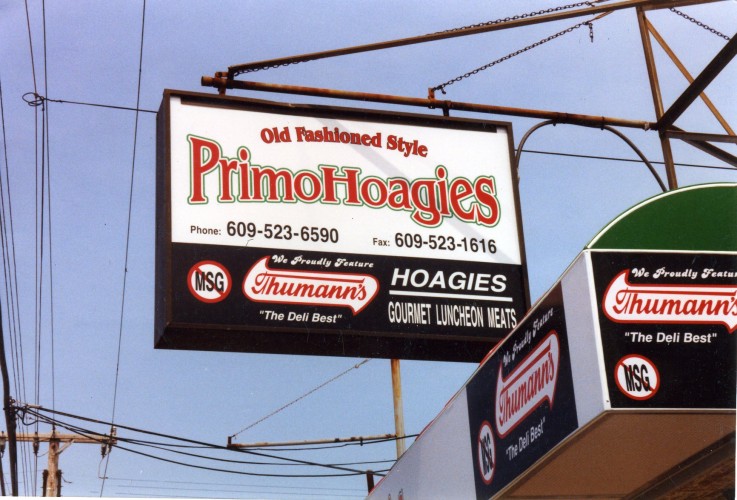 Old Fashioned Style
PrimoHoagies
Phone: 609-523-6590 Fax: 609-523-1616
MSG
We Proudly Feature
Thumann's
"The Deli Best"
HOAGIES
GOURMET LUNCHEON MEATS
We Proudly Feature
Thumann's
"The Deli Best"
MSG
We Proudly Featu
Thumann's
"The Deli Best"
MSG